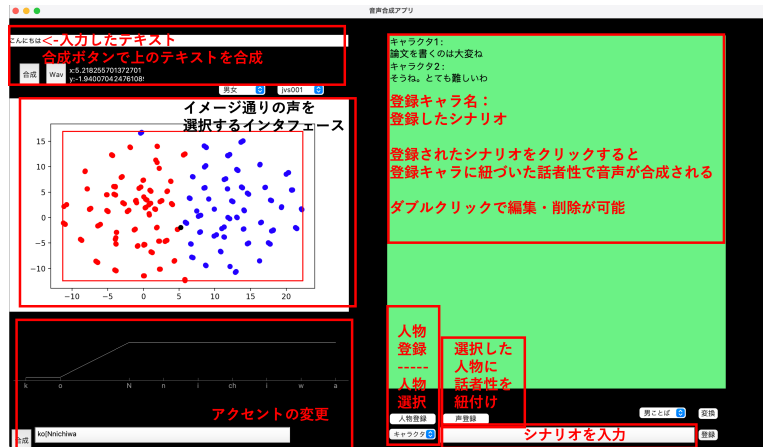 音声合成アプリ
こんにちは
<-入力したテキスト
合成ボタンで上のテキストを合成
合成
Wav
x:5.218255701372701
y:-1.940070424761089
男女
jvs001
イメージ通りの声を
選択するインタフェース
15
10
5
0
−5
−10
−10 −5 0 5 10 15 20
k o N n i ch i w a
アクセントの変更
合成
ko[Nnichiwa
キャラクタ1:
論文を書くのは大変ね
キャラクタ2:
そうね。とても難しいわ
登録キャラ名:
登録したシナリオ
登録されたシナリオをクリックすると
登録キャラに紐づいた話者性で音声が合成される
ダブルクリックで編集・削除が可能
人物
登録
-----
人物
選択
選択した
人物に
話者性を
紐付け
人物登録
声登録
男ことば
変換
キャラクタ
シナリオを入力
登録